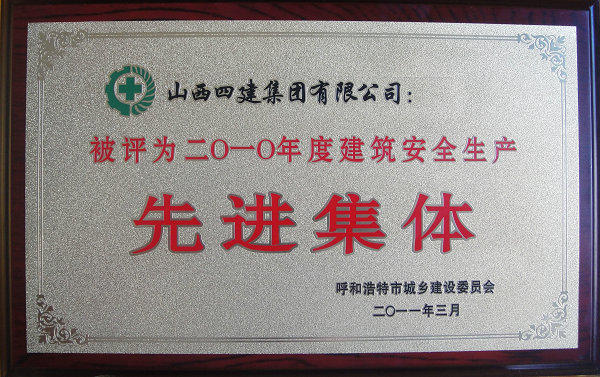 山西四建集团有限公司：
被评为二〇一〇年度建筑安全生产
先进集体
呼和浩特市城乡建设委员会
二〇一一年三月